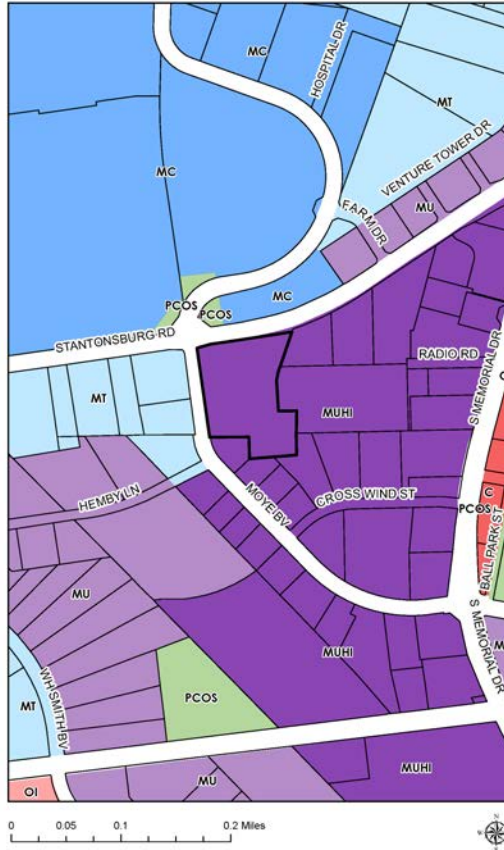 MC
HOSPITAL DR
MT
VENTURE TOWER DR
MC
MU
FARM DR
PCOS
PCOS
MC
STANTONSBURG RD
RADIO RD
S MEMORIAL DR
MT
MUHI
HEMBY LN
MOYE BV
CROSS WIND ST
C
PCOS
BALL PARK ST
MU
S MEMORIAL DR
MUHI
WH SMITH BV
PCOS
MT
MUHI
MU
OI
0 0.05 0.1 0.2 Miles